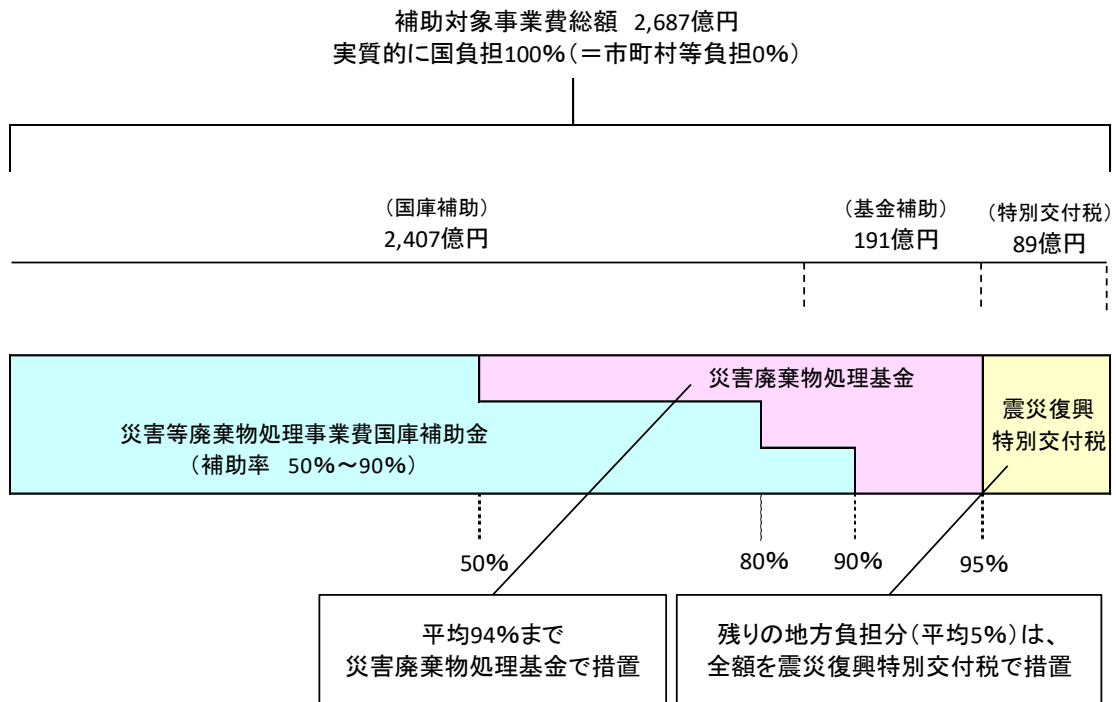 補助対象事業費総額 2,687億円
実質的に国負担100%(=市町村等負担0%)
(国庫補助)
2,407億円
(基金補助)
191億円
(特別交付税)
89億円
災害廃棄物処理基金
災害等廃棄物処理事業費国庫補助金
(補助率 50%~90%)
震災復興
特別交付税
50%
80%
90%
95%
平均94%まで
災害廃棄物処理基金で措置
残りの地方負担分(平均5%)は、
全額を震災復興特別交付税で措置